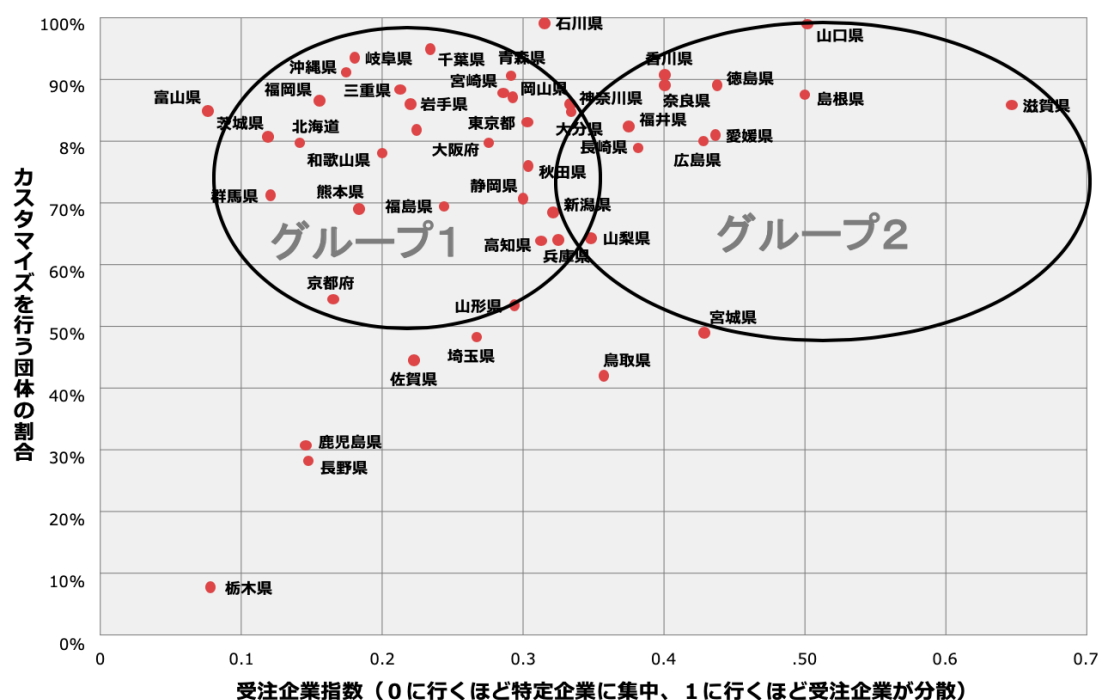 100%
90%
8%
70%
60%
50%
40%
30%
20%
10%
0%
カスタマイズを行う団体の割合
石川県
山口県
岐阜県
千葉県
青森県
香川県
沖縄県
宮崎県
岡山県
徳島県
富山県
福岡県
三重県
岩手県
神奈川県
奈良県
島根県
滋賀県
茨城県
北海道
東京都
大分県
福井県
和歌山県
大阪府
長崎県
愛媛県
広島県
秋田県
群馬県
熊本県
静岡県
福島県
新潟県
グループ1
グループ2
高知県
兵庫県
山梨県
京都府
山形県
宮城県
埼玉県
鳥取県
佐賀県
鹿児島県
長野県
栃木県
0
0.1
0.2
0.3
0.4
.50
0.6
0.7
受注企業指数（０に行くほど特定企業に集中、１に行くほど受注企業が分散）